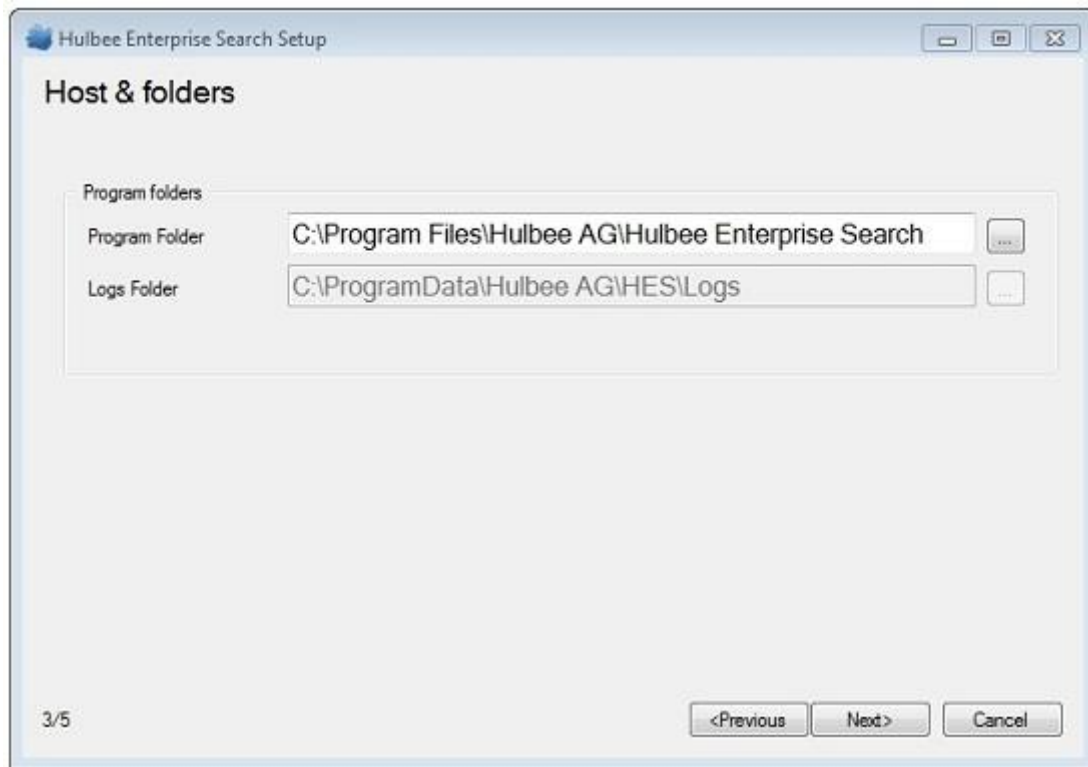 Hulbee Enterprise Search Setup
Host & folders
Program folders
Program Folder C:\Program Files\Hulbee AG\Hulbee Enterprise Search ...
Logs Folder C:\ProgramData\Hulbee AG\HES\Logs ...
3/5 <Previous Next> Cancel